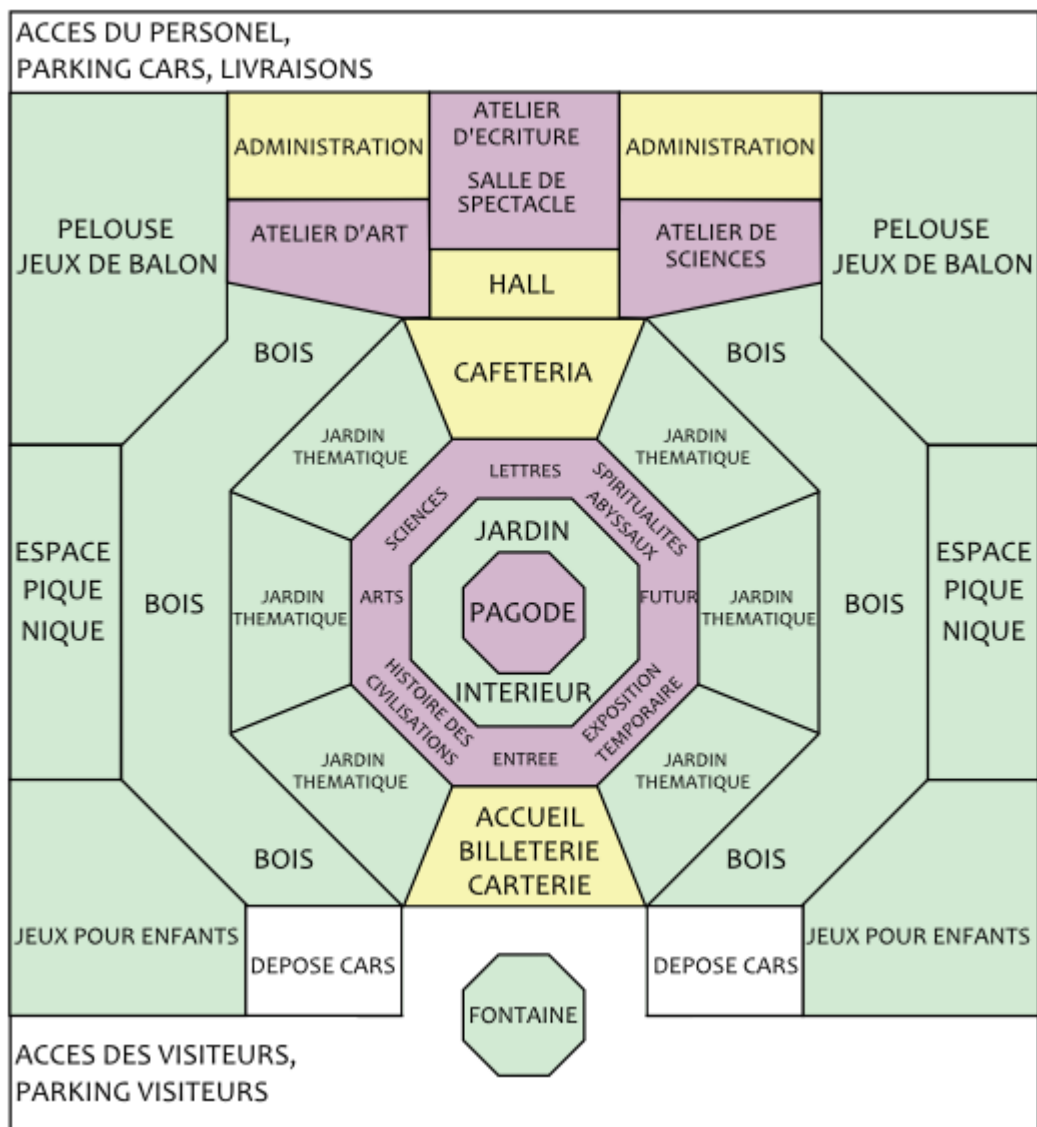 ACCES DU PERSONEL,
PARKING CARS, LIVRAISONS
ADMINISTRATION
ATELIER
D'ECRITURE
SALLE DE
SPECTACLE
ADMINISTRATION
PELOUSE
JEUX DE BALON
ATELIER D'ART
ATELIER DE
SCIENCES
PELOUSE
JEUX DE BALON
HALL
BOIS
CAFETERIA
BOIS
JARDIN
THEMATIQUE
JARDIN
THEMATIQUE
LETTRES
SCIENCES
SPIRITUALITES
ABYSSAUX
JARDIN
ESPACE
PIQUE
NIQUE
BOIS
JARDIN
THEMATIQUE
ARTS
PAGODE
FUTUR
JARDIN
THEMATIQUE
BOIS
ESPACE
PIQUE
NIQUE
INTERIEUR
HISTOIRE DES
CIVILISATIONS
EXPOSITION
TEMPORAIRE
ENTREE
JARDIN
THEMATIQUE
JARDIN
THEMATIQUE
BOIS
ACCUEIL
BILLETERIE
CARTERIE
BOIS
JEUX POUR ENFANTS
DEPOSE CARS
DEPOSE CARS
JEUX POUR ENFANTS
FONTAINE
ACCES DES VISITEURS,
PARKING VISITEURS